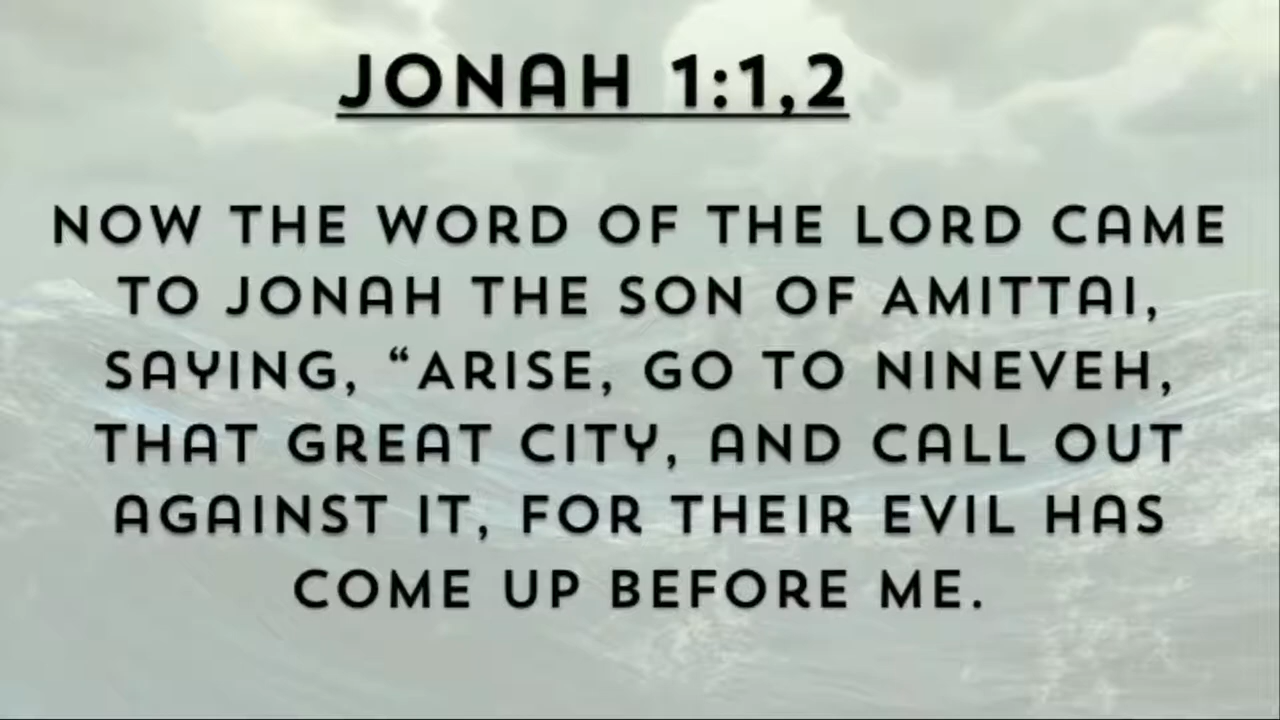 JONAH 1:1,2
NOW THE WORD OF THE LORD CAME
TO JONAH THE SON OF AMITTAI,
SAYING, “ARISE, GO TO NINEVEH,
THAT GREAT CITY, AND CALL OUT
AGAINST IT, FOR THEIR EVIL HAS
COME UP BEFORE ME.